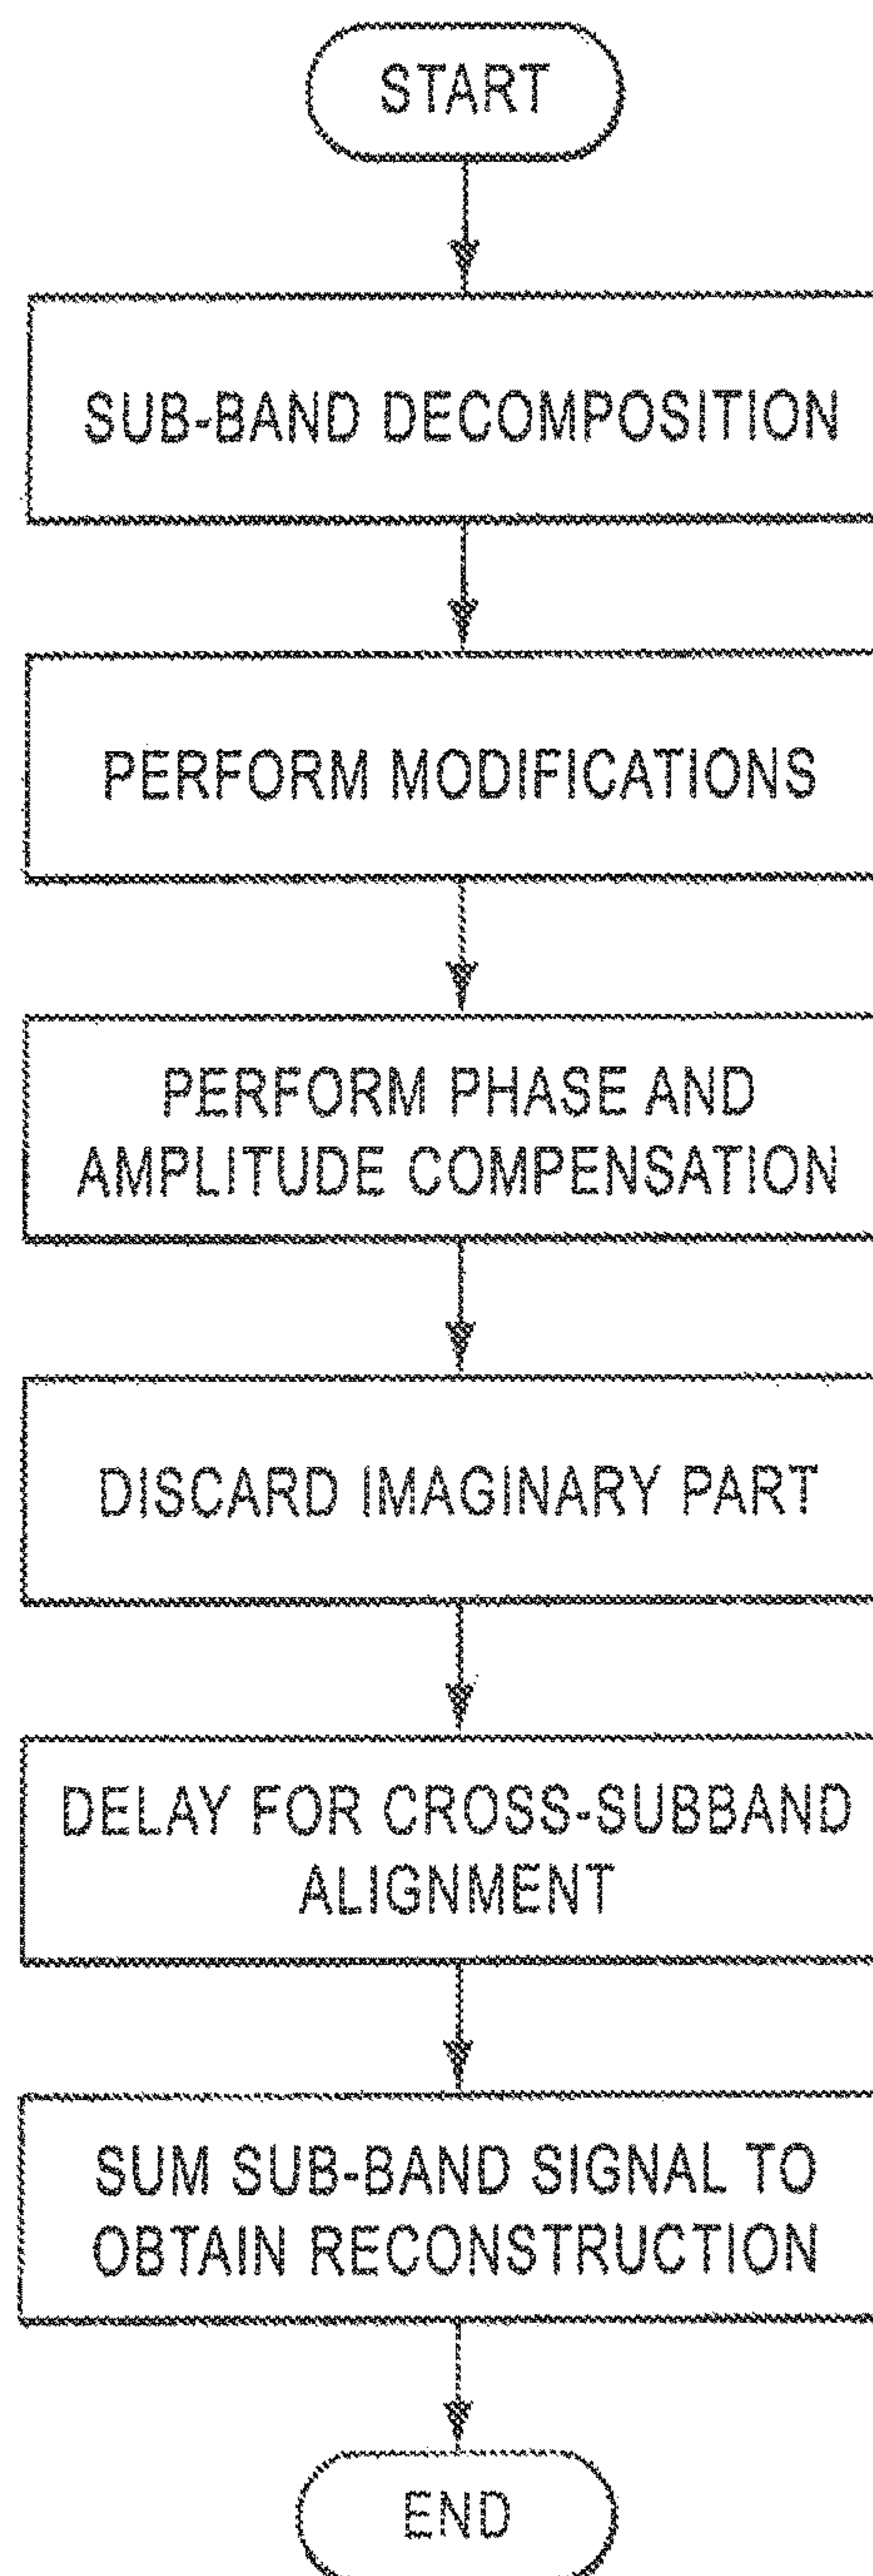 START
SUB-BAND DECOMPOSITION
PERFORM MODIFICATIONS
PERFORM PHASE AND
AMPLITUDE COMPENSATION
DISCARD IMAGINARY PART
DELAY FOR CROSS-SUBBAND
ALIGNMENT
SUM SUB-BAND SIGNAL TO
OBTAIN RECONSTRUCTION
END